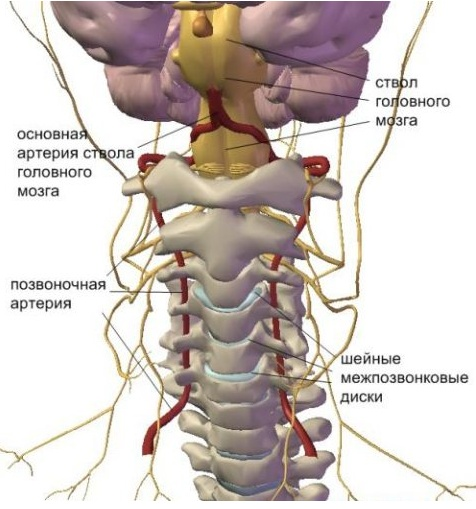 ствол
головного
мозга
основная
артерия ствола
головного
мозга
позвоночная
артерия
шейные
межпозвонковые
диски